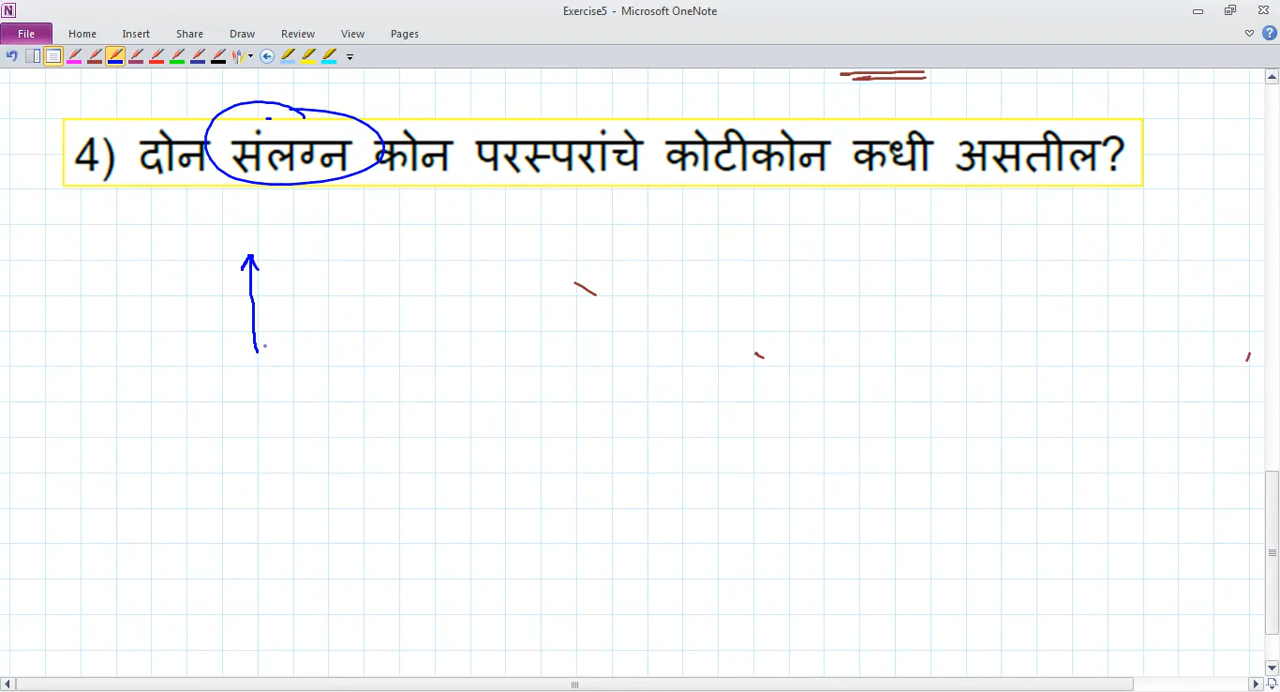 Exercise5 - Microsoft OneNote
File Home Insert Share Draw Review View Pages
4) दोन संलग्न कोन परस्परांचे कोटीकोन कधी असतील?